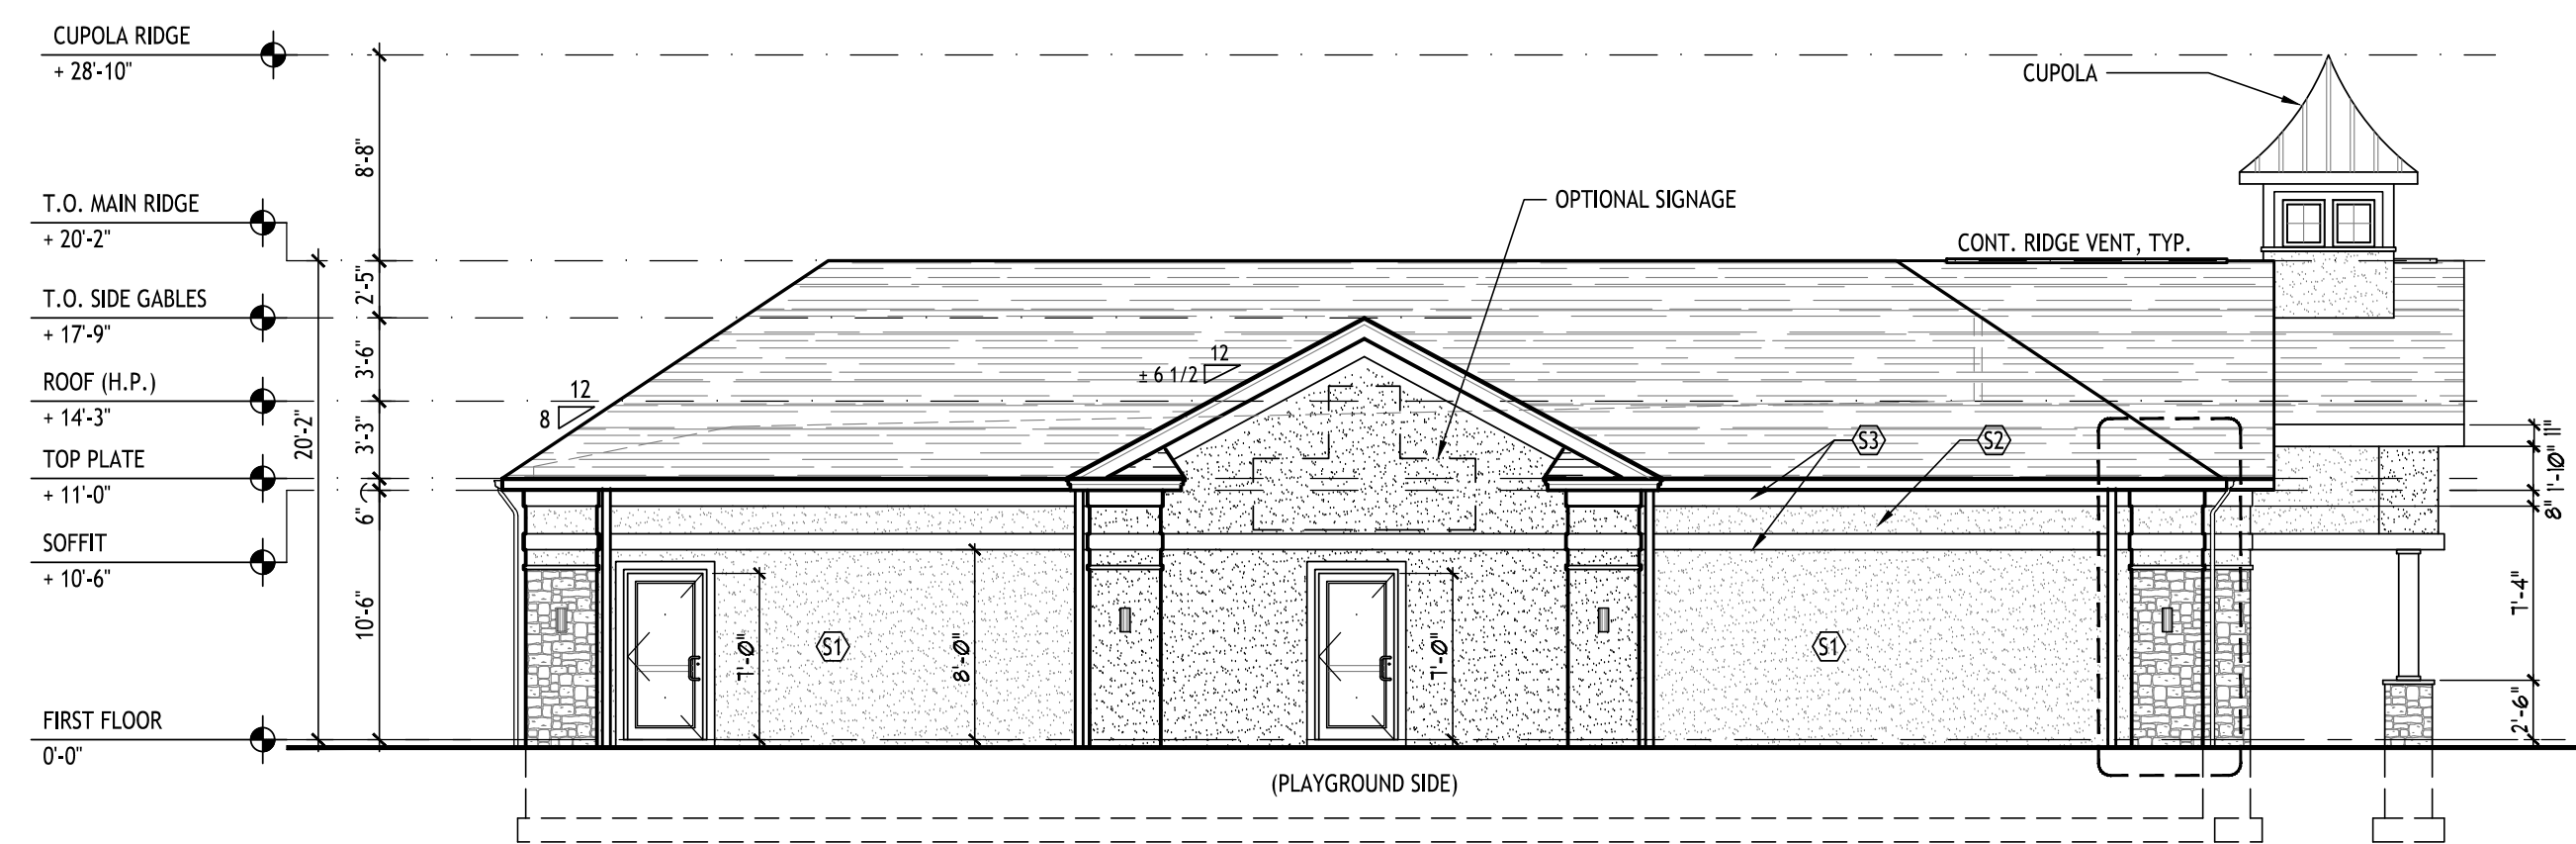 CUPOLA RIDGE
+ 28'-10"
CUPOLA
8'-8"
T.O. MAIN RIDGE
+ 20'-2"
OPTIONAL SIGNAGE
CONT. RIDGE VENT, TYP.
2'-5"
T.O. SIDE GABLES
+ 17'-9"
3'-6"
12
± 6 1/2
ROOF (H.P.)
+ 14'-3"
12
8
20'-2"
3'-3"
S3
S2
11"
TOP PLATE
+ 11'-0"
1'-10"
6"
8"
SOFFIT
+ 10'-6"
10'-6"
7'-4"
S1
S1
7'-0"
8'-0"
7'-0"
FIRST FLOOR
0'-0"
2'-6"
(PLAYGROUND SIDE)